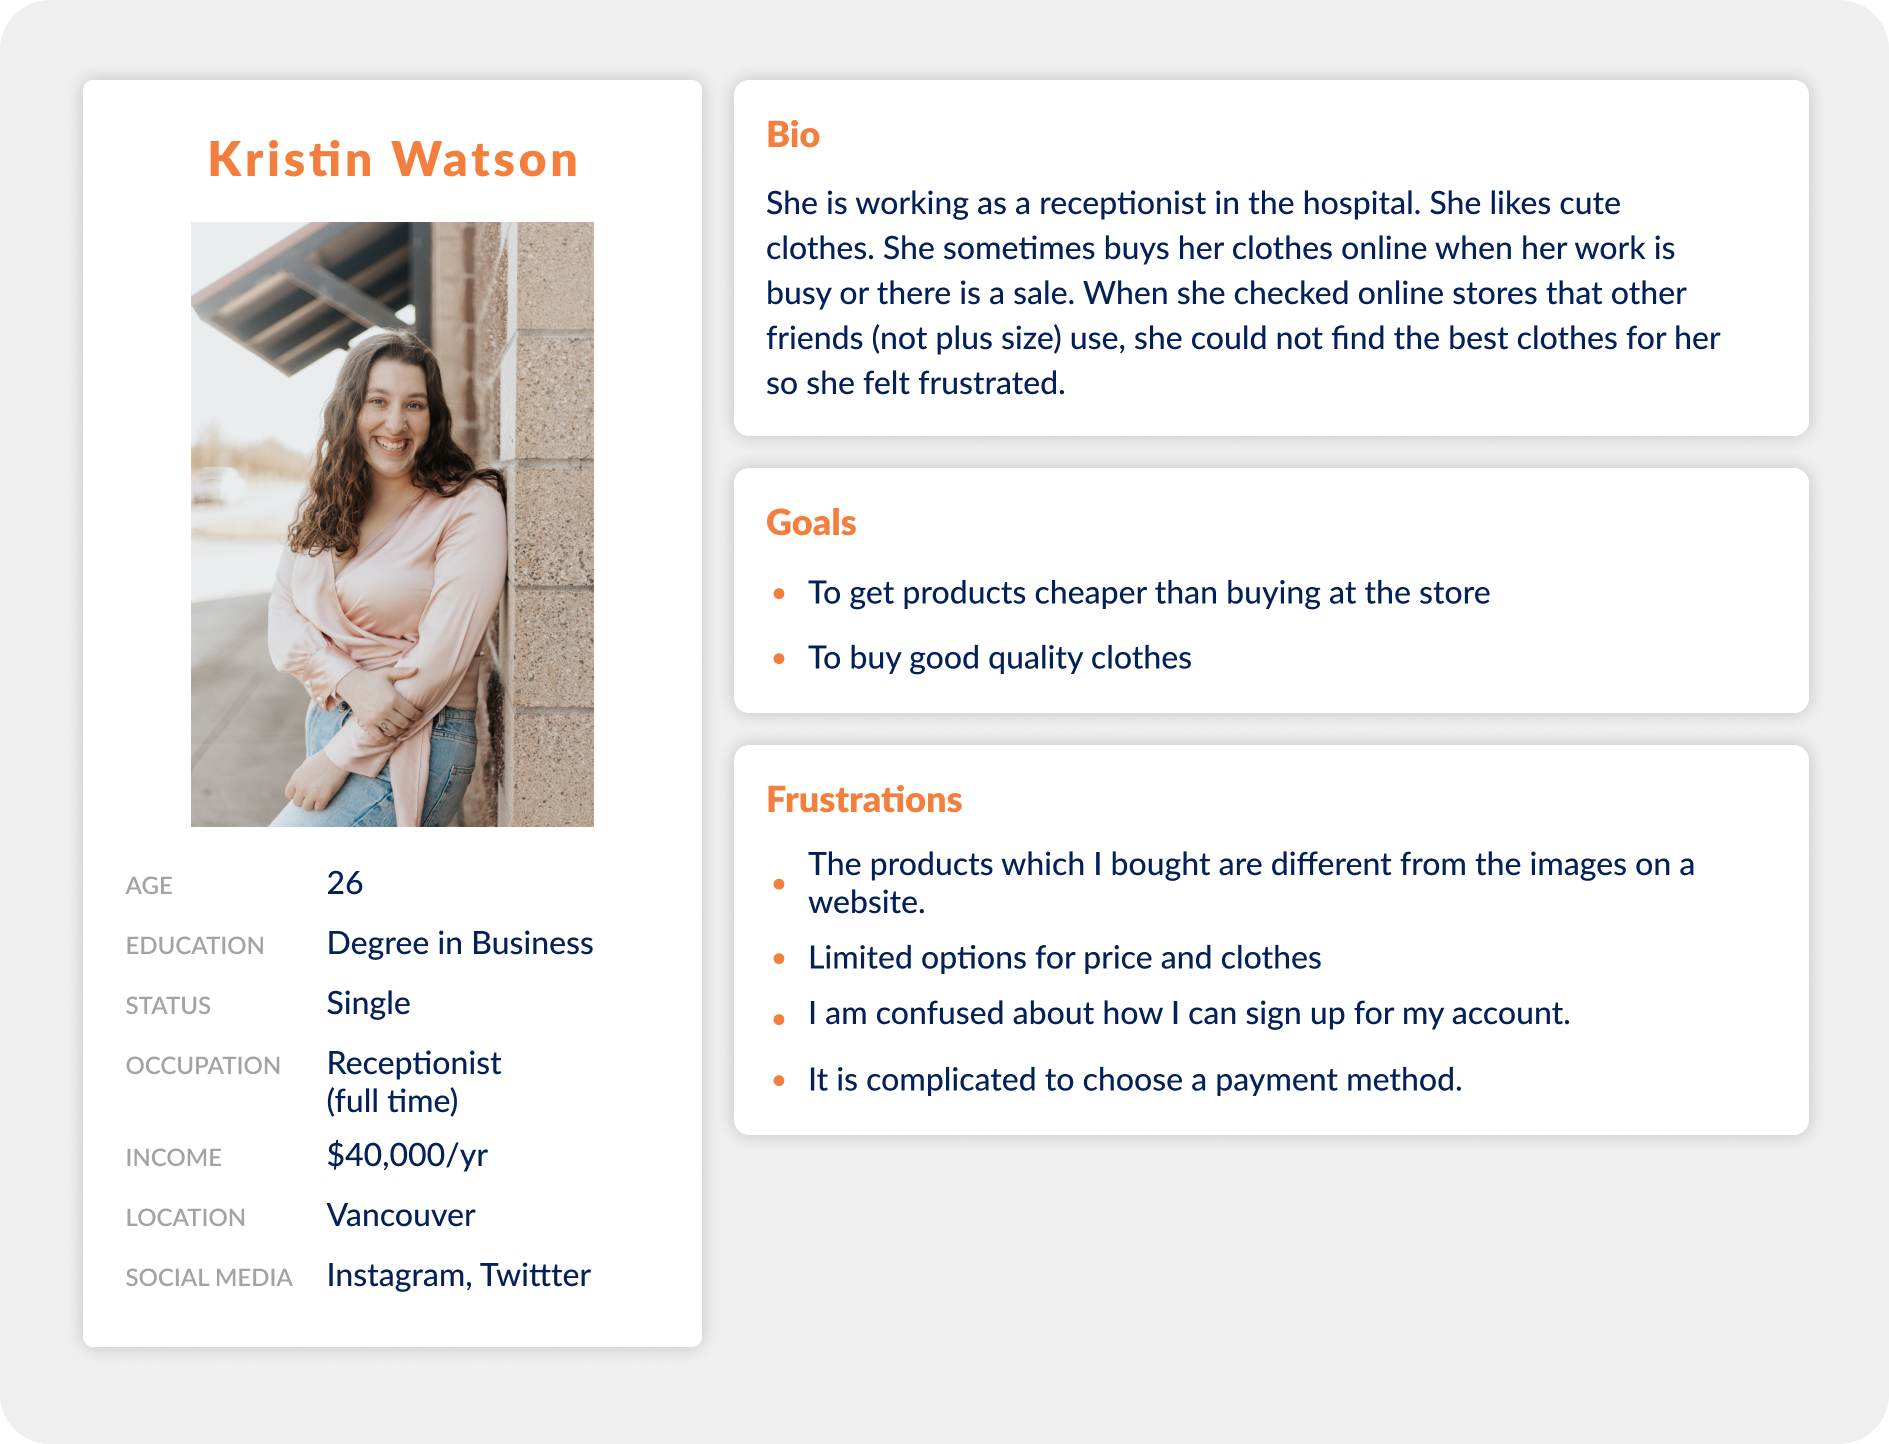 Kristin Watson
AGE 26
EDUCATION Degree in Business
STATUS Single
OCCUPATION Receptionist
(full time)
INCOME $40,000/yr
LOCATION Vancouver
SOCIAL MEDIA Instagram, Twittter
Bio
She is working as a receptionist in the hospital. She likes cute
clothes. She sometimes buys her clothes online when her work is
busy or there is a sale. When she checked online stores that other
friends (not plus size) use, she could not find the best clothes for her
so she felt frustrated.
Goals
• To get products cheaper than buying at the store
• To buy good quality clothes
Frustrations
• The products which I bought are different from the images on a
website.
• Limited options for price and clothes
• I am confused about how I can sign up for my account.
• It is complicated to choose a payment method.